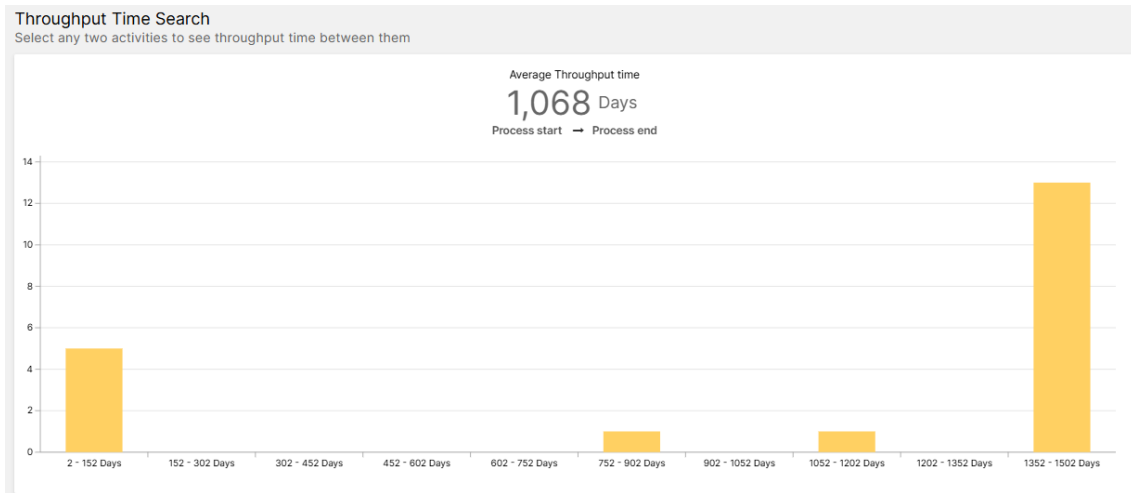 Throughput Time Search
Select any two activities to see throughput time between them
Average Throughput time
1,068 Days
Process start → Process end
14
12
10
8
6
4
2
0
2 - 152 Days 152 - 302 Days 302 - 452 Days 452 - 602 Days 602 - 752 Days 752 - 902 Days 902 - 1052 Days 1052 - 1202 Days 1202 - 1352 Days 1352 - 1502 Days